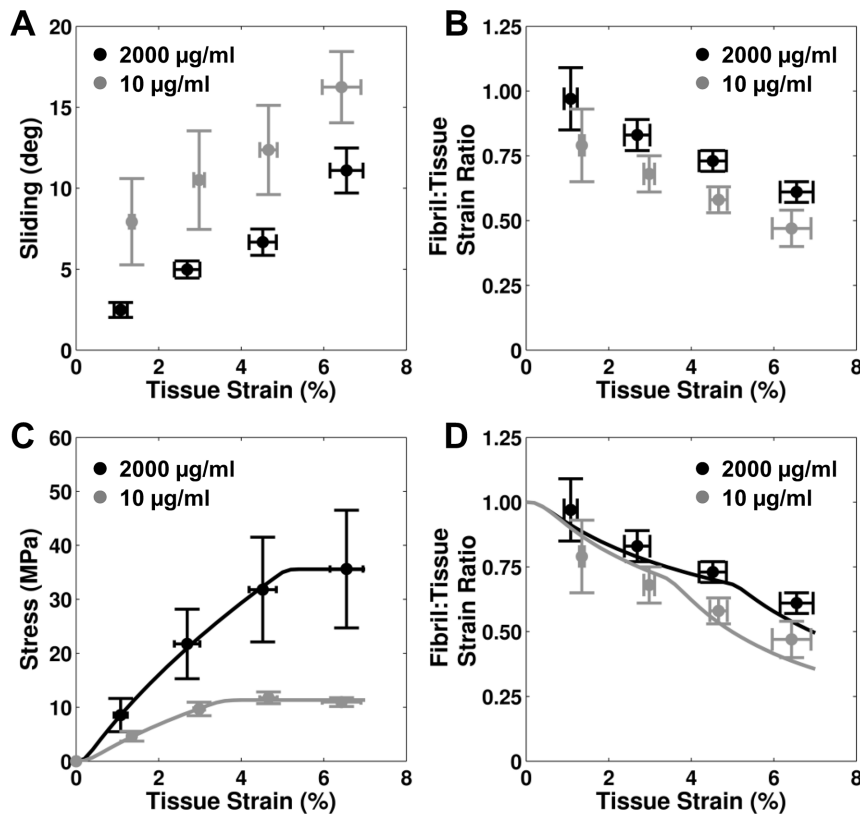 A
20
15
10
5
0
Sliding (deg)
2000 µg/ml
10 µg/ml
0 2 4 6 8
Tissue Strain (%)
B
1.25
1.00
0.75
0.50
0.25
0
Fibril:Tissue
Strain Ratio
2000 µg/ml
10 µg/ml
0 2 4 6 8
Tissue Strain (%)
C
60
50
40
30
20
10
0
Stress (MPa)
2000 µg/ml
10 µg/ml
0 2 4 6 8
Tissue Strain (%)
D
1.25
1.00
0.75
0.50
0.25
0
Fibril:Tissue
Strain Ratio
2000 µg/ml
10 µg/ml
0 2 4 6 8
Tissue Strain (%)